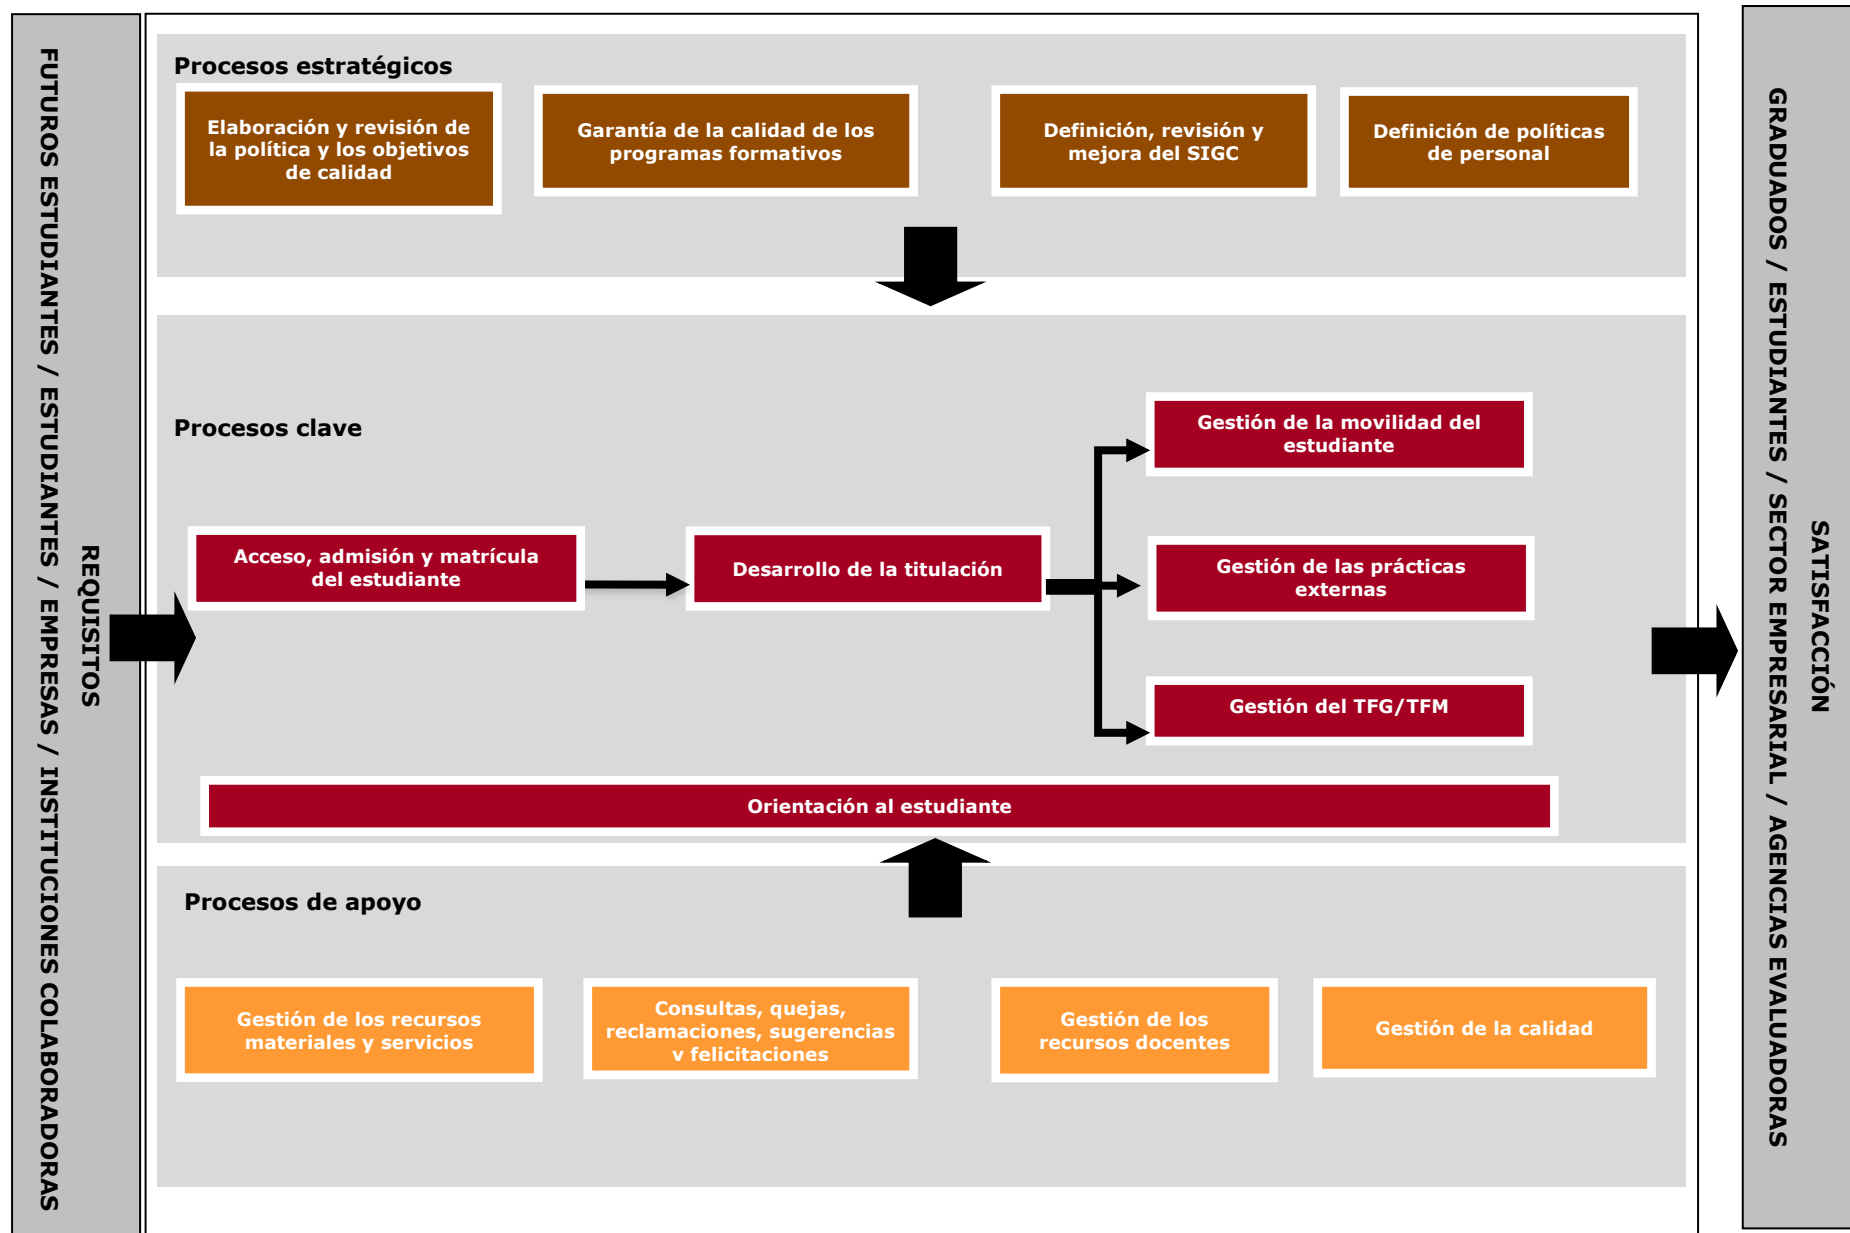 FUTUROS ESTUDIANTES / ESTUDIANTES / EMPRESAS / INSTITUCIONES COLABORADORAS
REQUISITOS
Procesos estratégicos
Elaboración y revisión de
la política y los objetivos
de calidad
Garantía de la calidad de los
programas formativos
Definición, revisión y
mejora del SIGC
Definición de políticas
de personal
Procesos clave
Acceso, admisión y matrícula
del estudiante
Desarrollo de la titulación
Gestión de la movilidad del
estudiante
Gestión de las prácticas
externas
Gestión del TFG/TFM
Orientación al estudiante
Procesos de apoyo
Gestión de los recursos
materiales y servicios
Consultas, quejas,
reclamaciones, sugerencias
y felicitaciones
Gestión de los
recursos docentes
Gestión de la calidad
GRADUADOS / ESTUDIANTES / SECTOR EMPRESARIAL / AGENCIAS EVALUADORAS
SATISFACCIÓN